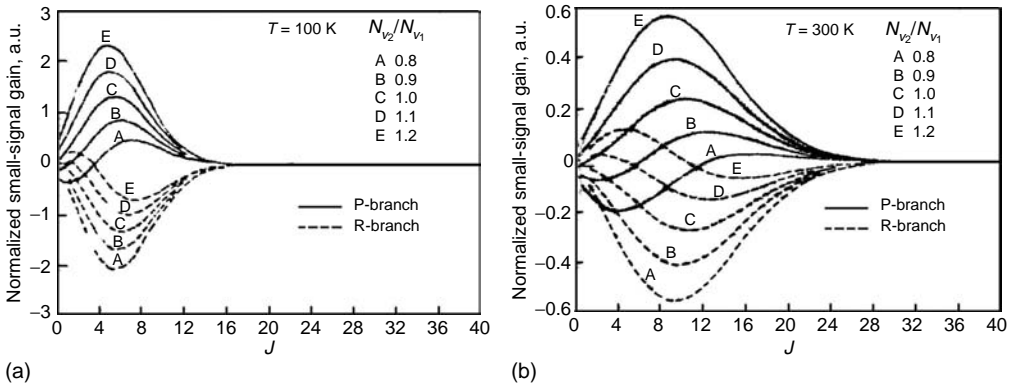 Normalized small-signal gain, a.u.
3
2
1
0
−1
−2
−3
0 4 8 12 16 20 24 28 32 36 40
J
T = 100 K
Nv2/Nv1
A 0.8
B 0.9
C 1.0
D 1.1
E 1.2
E
D
C
B
A
E
D
C
B
A
P-branch
R-branch
(a)
Normalized small-signal gain, a.u.
0.6
0.4
0.2
0
−0.2
−0.4
−0.6
0 4 8 12 16 20 24 28 32 36 40
J
T = 300 K
Nv2/Nv1
A 0.8
B 0.9
C 1.0
D 1.1
E 1.2
E
D
C
B
A
E
D
C
B
A
P-branch
R-branch
(b)